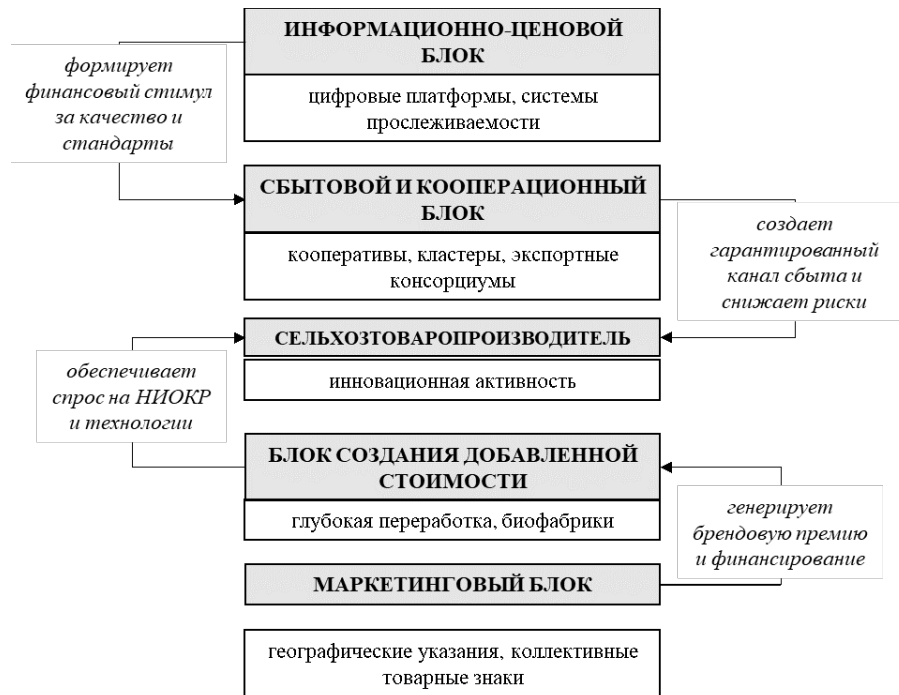 ИНФОРМАЦИОННО-ЦЕНОВОЙ
БЛОК
цифровые платформы, системы
прослеживаемости
формирует
финансовый стимул
за качество и
стандарты
СБЫТОВОЙ И КООПЕРАЦИОННЫЙ
БЛОК
кооперативы, кластеры, экспортные
консорциумы
создает
гарантированный
канал сбыта и
снижает риски
СЕЛЬХОЗТОВАРОПРОИЗВОДИТЕЛЬ
инновационная активность
обеспечивает
спрос на НИОКР
и технологии
БЛОК СОЗДАНИЯ ДОБАВЛЕННОЙ
СТОИМОСТИ
глубокая переработка, биофабрики
генерирует
брендовую премию
и финансирование
МАРКЕТИНГОВЫЙ БЛОК
географические указания, коллективные
товарные знаки